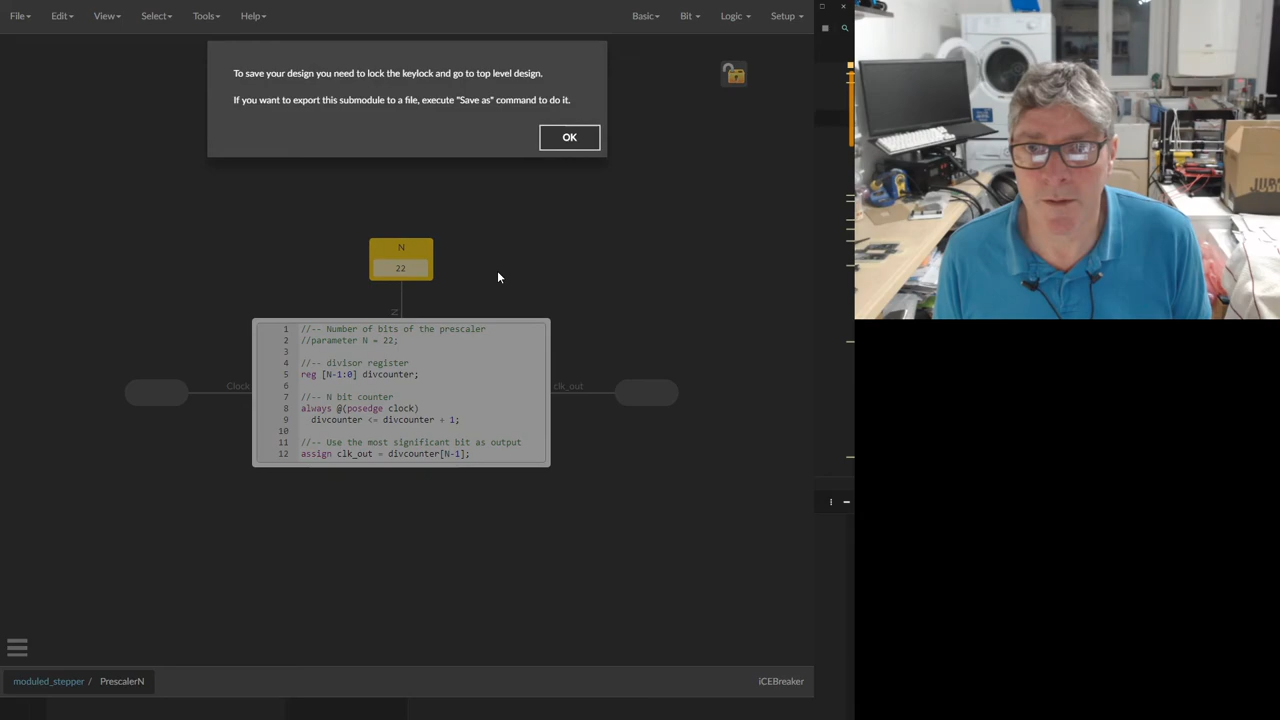 File Edit View Select Tools Help Basic Bit Logic Setup
To save your design you need to lock the keylock and go to top level design.
If you want to export this submodule to a file, execute "Save as" command to do it.
OK
N
22
N
1 //-- Number of bits of the prescaler
2 //parameter N = 22;
3
4 //-- divisor register
5 reg [N-1:0] divcounter;
6
7 //-- N bit counter
8 always @(posedge clock)
9 divcounter <= divcounter + 1;
10
11 //-- Use the most significant bit as output
12 assign clk_out = divcounter[N-1];
Clock
clk_out
moduled_stepper / PrescalerN
iCEBreaker